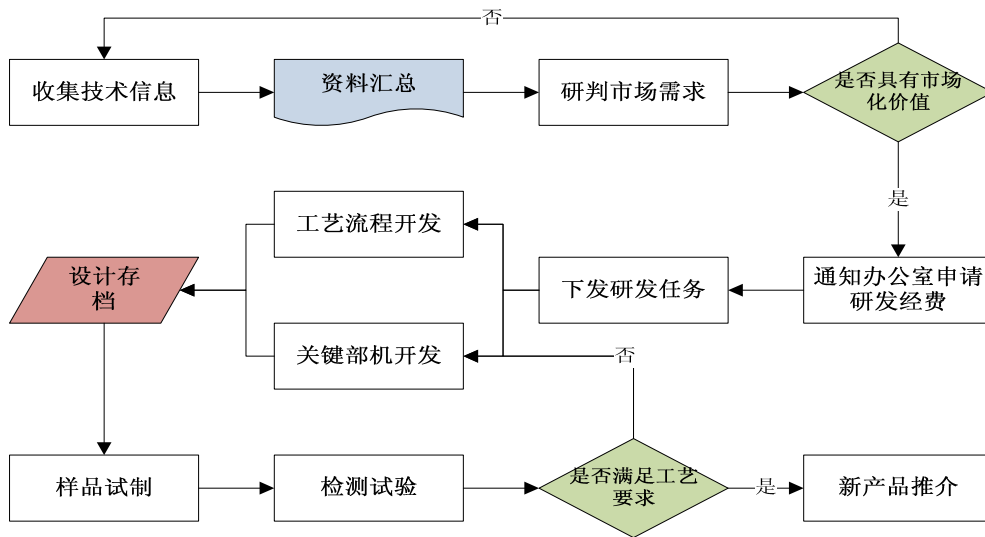 否
收集技术信息
资料汇总
研判市场需求
是否具有市场
化价值
是
工艺流程开发
设计存
档
下发研发任务
通知办公室申请
研发经费
关键部机开发
否
样品试制
检测试验
是否满足工艺
要求
是
新产品推介